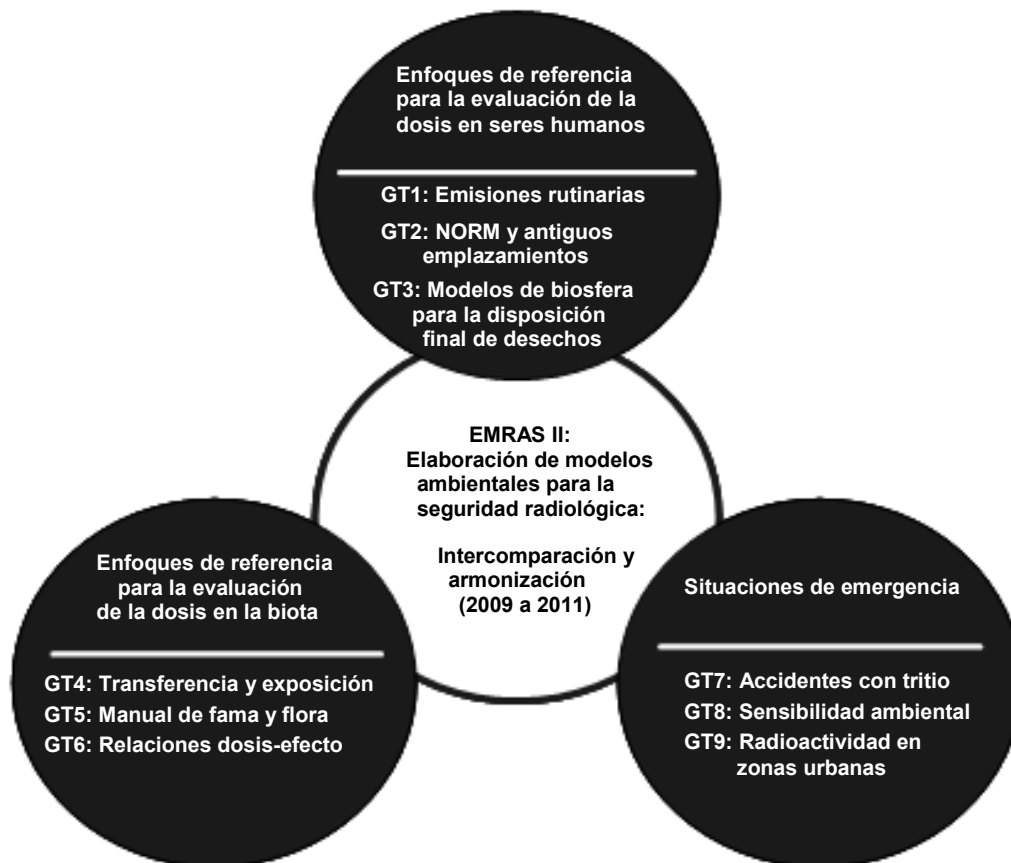 Enfoques de referencia
para la evaluación de la
dosis en seres humanos
GT1: Emisiones rutinarias
GT2: NORM y antiguos
emplazamientos
GT3: Modelos de biosfera
para la disposición
final de desechos
EMRAS II:
Elaboración de modelos
ambientales para la
seguridad radiológica:
Intercomparación y
armonización
(2009 a 2011)
Enfoques de referencia
para la evaluación
de la dosis en la biota
GT4: Transferencia y exposición
GT5: Manual de fama y flora
GT6: Relaciones dosis-efecto
Situaciones de emergencia
GT7: Accidentes con tritio
GT8: Sensibilidad ambiental
GT9: Radioactividad en
zonas urbanas